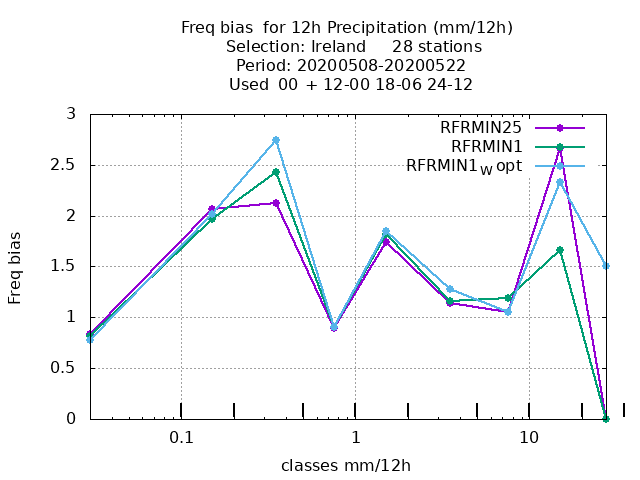 Freq bias  for 12h Precipitation (mm/12h)
Selection: Ireland     28 stations
Period: 20200508-20200522
Used  00  + 12-00 18-06 24-12
RFRMIN25
RFRMIN1
RFRMIN1W opt
3
2.5
2
1.5
1
0.5
0
Freq bias
0.1 1 10
classes mm/12h